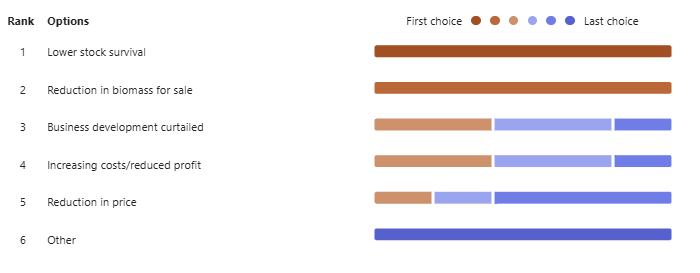 Rank Options First choice Last choice
1 Lower stock survival
2 Reduction in biomass for sale
3 Business development curtailed
4 Increasing costs/reduced profit
5 Reduction in price
6 Other